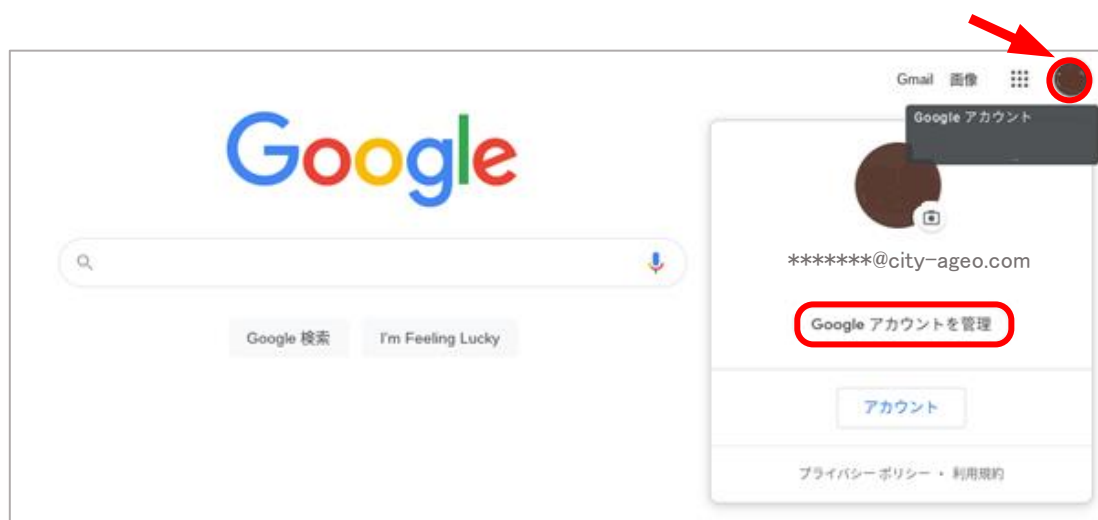 Gmail 画像
Google アカウント
Google
*******@city-ageo.com
Google アカウントを管理
Google 検索 I'm Feeling Lucky
アカウント
プライバシー ポリシー ・ 利用規約